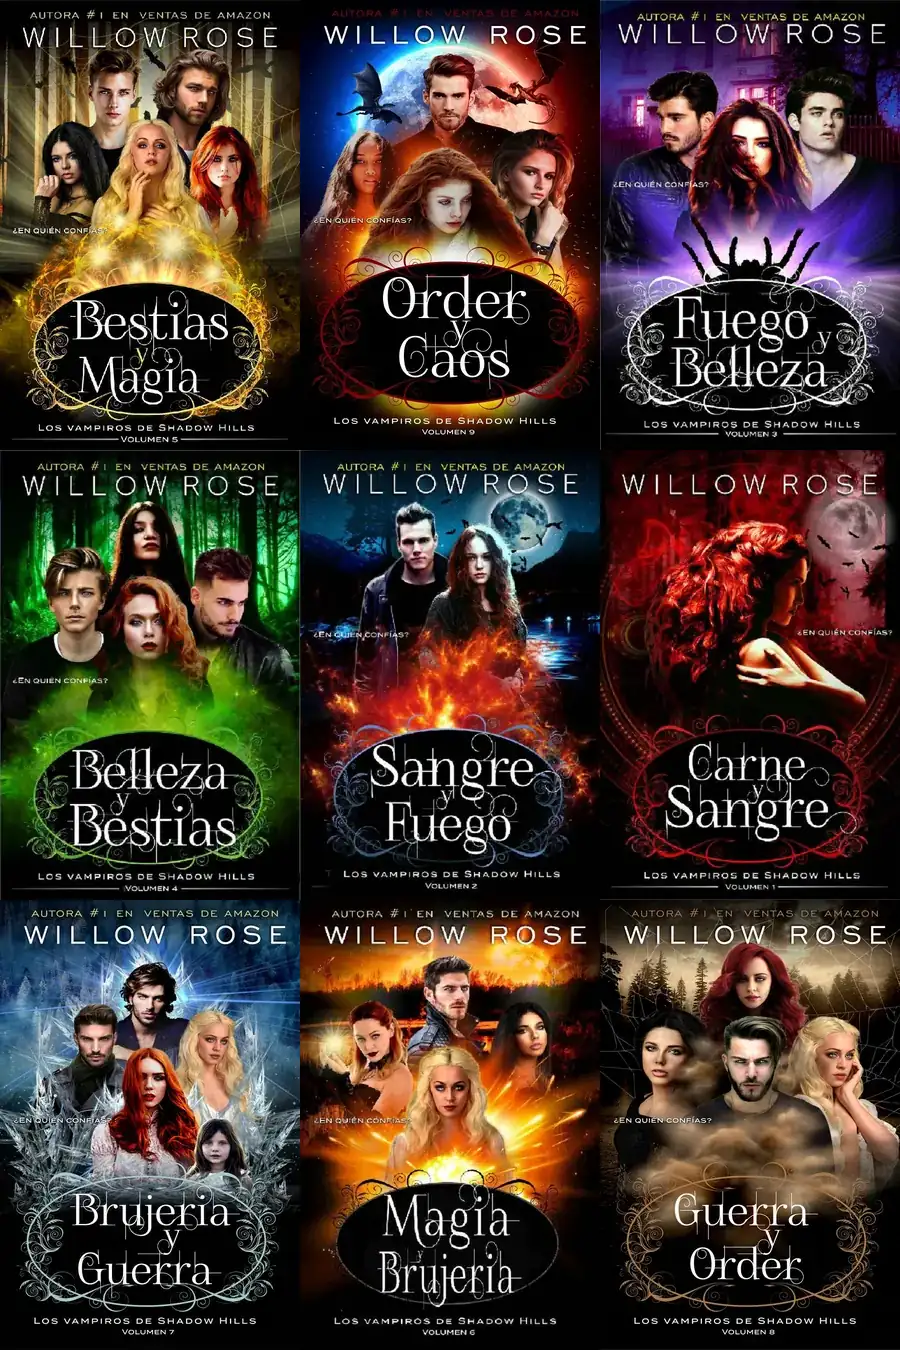 AUTORA #1 EN VENTAS DE AMAZON
WILLOW ROSE
¿EN QUIÉN CONFÍAS?
Bestias
y
Magia
LOS VAMPIROS DE SHADOW HILLS
VOLUMEN 5
AUTORA #1 EN VENTAS DE AMAZON
WILLOW ROSE
¿EN QUIÉN CONFÍAS?
Order
y
Caos
LOS VAMPIROS DE SHADOW HILLS
VOLUMEN 9
AUTORA #1 EN VENTAS DE AMAZON
WILLOW ROSE
¿EN QUIÉN CONFÍAS?
Fuego y
Belleza
LOS VAMPIROS DE SHADOW HILLS
VOLUMEN 3
AUTORA #1 EN VENTAS DE AMAZON
WILLOW ROSE
¿EN QUIÉN CONFÍAS?
Belleza
y
Bestias
LOS VAMPIROS DE SHADOW HILLS
VOLUMEN 4
AUTORA #1 EN VENTAS DE AMAZON
WILLOW ROSE
¿EN QUIÉN CONFÍAS?
Sangre
y
Fuego
LOS VAMPIROS DE SHADOW HILLS
VOLUMEN 2
WILLOW ROSE
¿EN QUIÉN CONFÍAS?
Carne
y
Sangre
LOS VAMPIROS DE SHADOW HILLS
VOLUMEN 1
AUTORA #1 EN VENTAS DE AMAZON
WILLOW ROSE
¿EN QUIÉN CONFÍAS?
Brujeria
y
Guerra
LOS VAMPIROS DE SHADOW HILLS
VOLUMEN 7
AUTORA #1 EN VENTAS DE AMAZON
WILLOW ROSE
¿EN QUIÉN CONFÍAS?
Magia
y
Brujeria
LOS VAMPIROS DE SHADOW HILLS
VOLUMEN 6
AUTORA #1 EN VENTAS DE AMAZON
WILLOW ROSE
¿EN QUIÉN CONFÍAS?
Guerra
y
Order
LOS VAMPIROS DE SHADOW HILLS
VOLUMEN 8